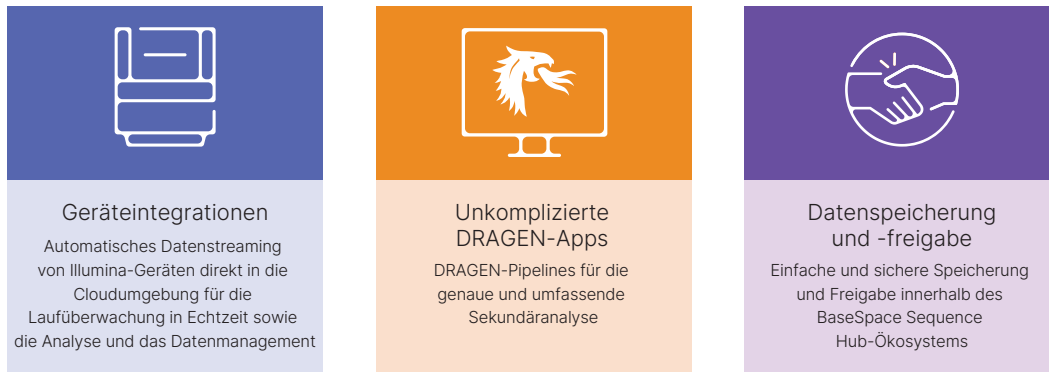 Geräteintegrationen
Automatisches Datenstreaming
von Illumina-Geräten direkt in die
Cloudumgebung für die
Laufüberwachung in Echtzeit sowie
die Analyse und das Datenmanagement
Unkomplizierte
DRAGEN-Apps
DRAGEN-Pipelines für die
genaue und umfassende
Sekundäranalyse
Datenspeicherung
und -freigabe
Einfache und sichere Speicherung
und Freigabe innerhalb des
BaseSpace Sequence
Hub-Ökosystems